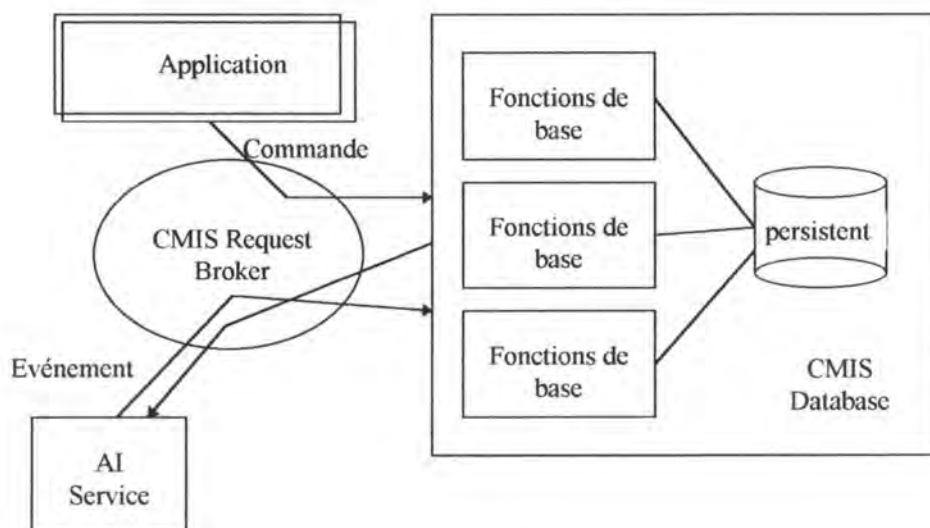 Application
Commande
CMIS Request
Broker
Evénement
AI
Service
Fonctions de
base
Fonctions de
base
Fonctions de
base
persistent
CMIS
Database